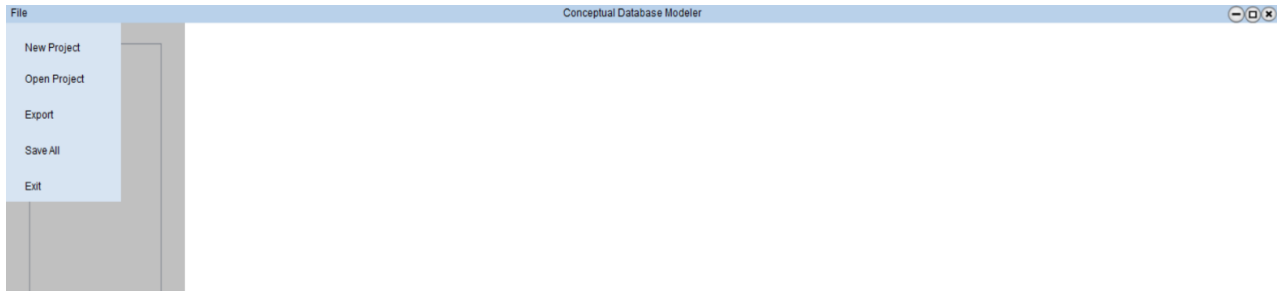 File
Conceptual Database Modeler
New Project
Open Project
Export
Save All
Exit